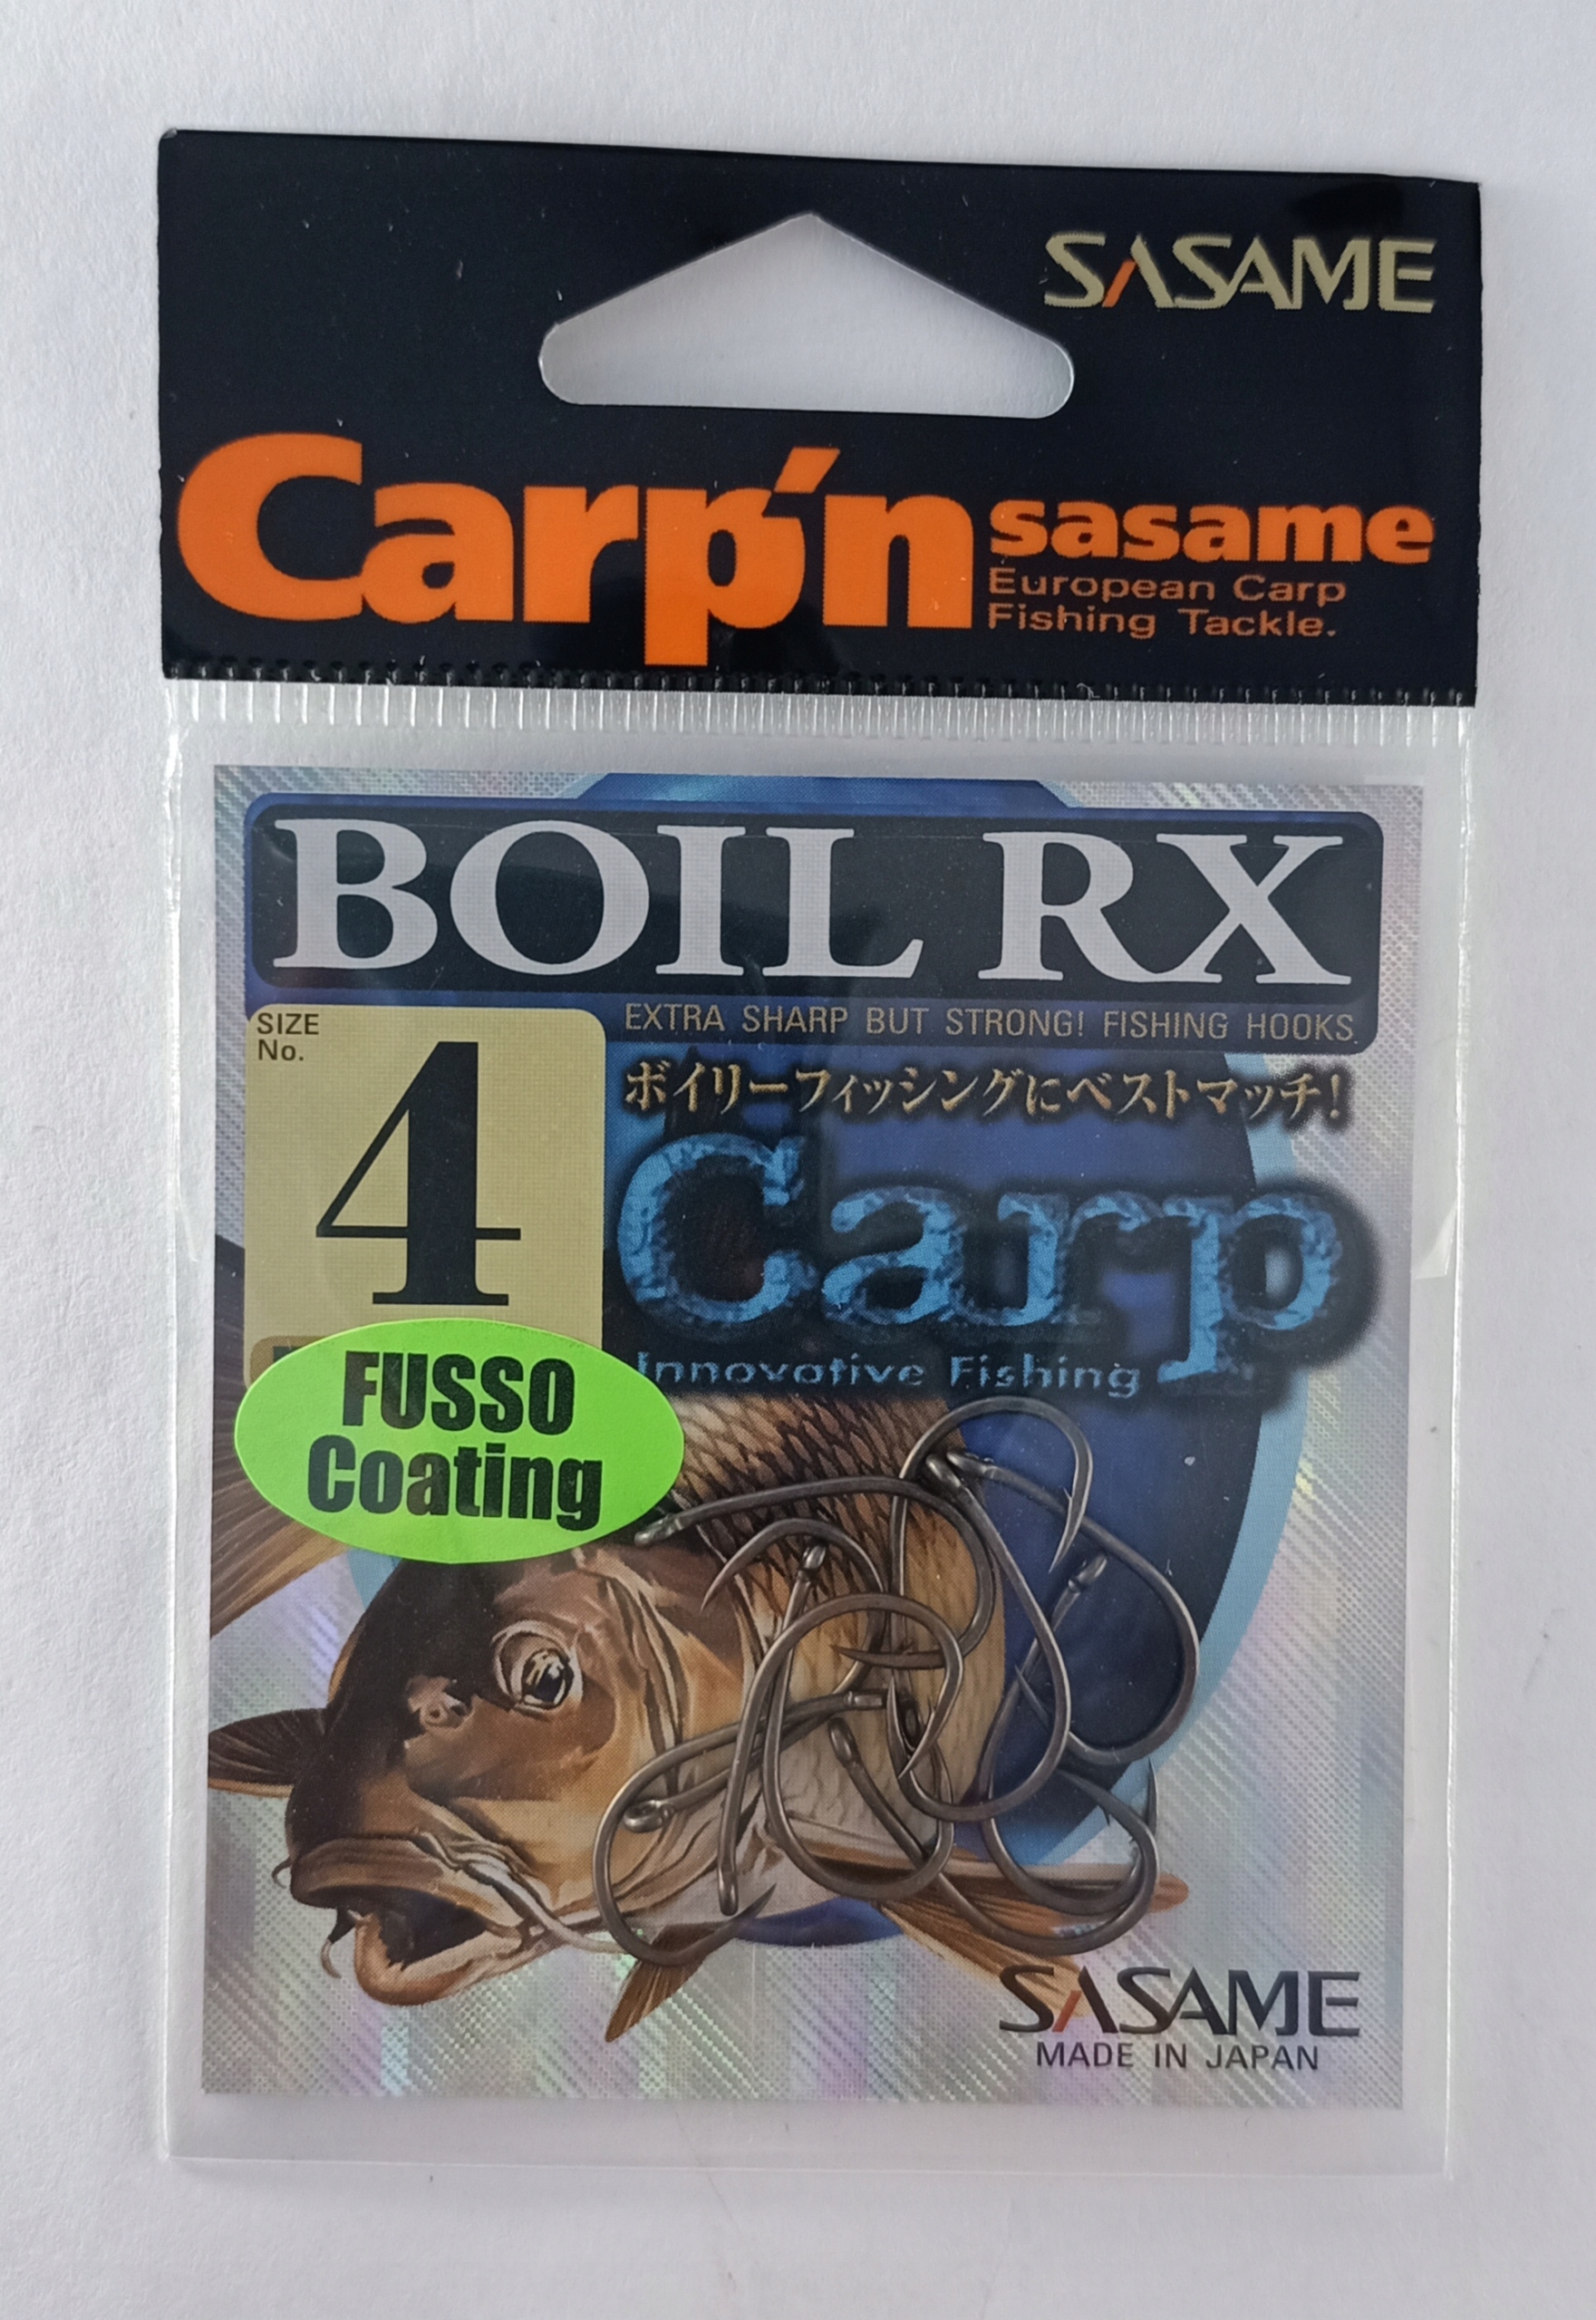 SASAME
Carp'n sasame
European Carp
Fishing Tackle.
BOIL RX
EXTRA SHARP BUT STRONG! FISHING HOOKS.
SIZE
No.
4
ボイリーフィッシングにベストマッチ!
Carp
Innovative Fishing
FUSSO
Coating
SASAME
MADE IN JAPAN